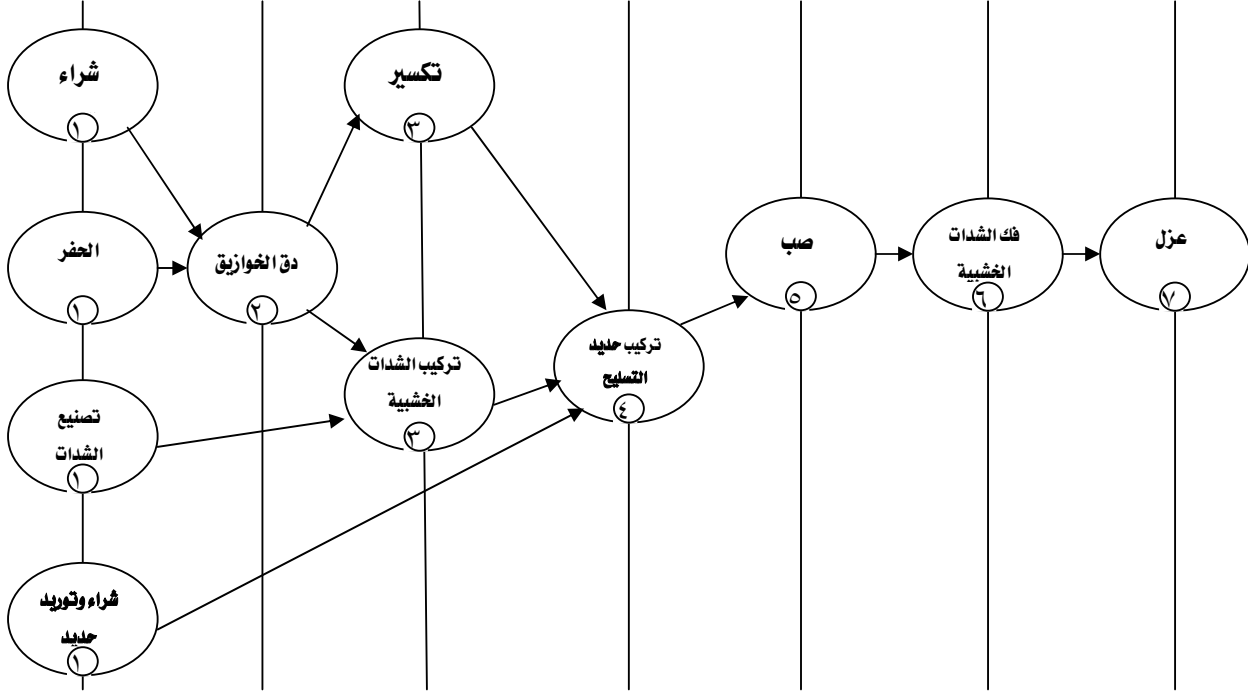 شراء
١
الحفر
١
تصنيع
الشدات
١
شراء وتوريد
حديد
١
دق الخوازيق
٢
تكسير
٣
تركيب الشدات
الخشبية
٣
تركيب حديد
التسليح
٤
صب
٥
فك الشدات
الخشبية
٦
عزل
٧